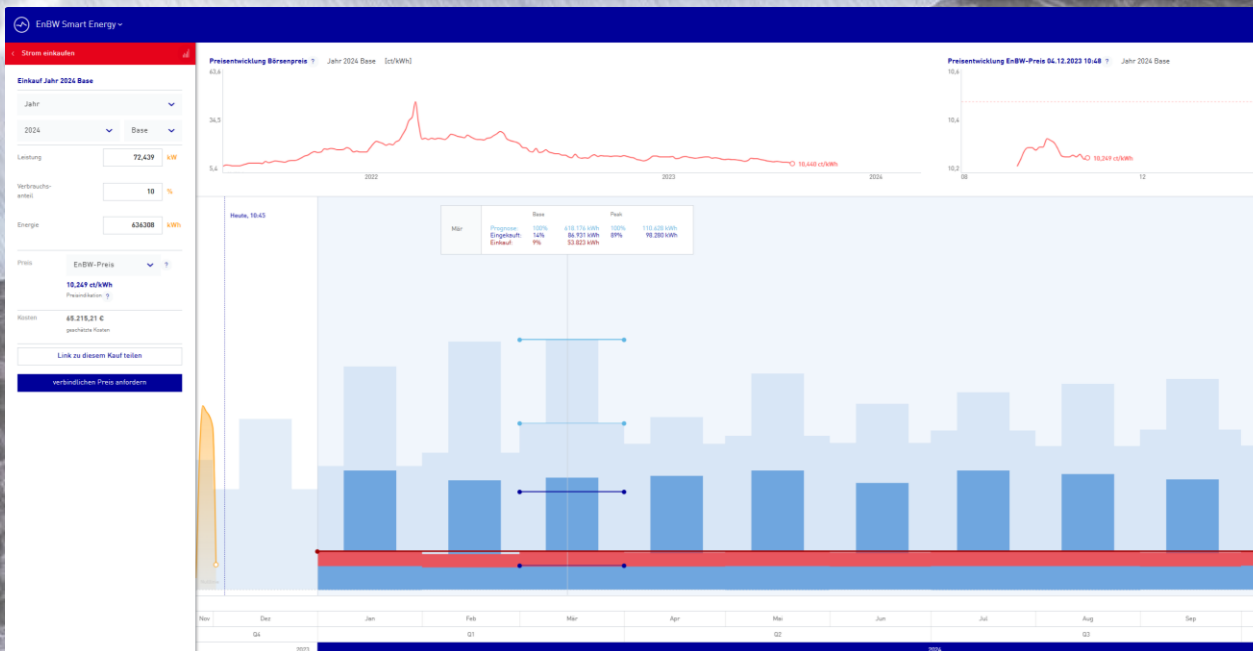 EnBW Smart Energy
Strom einkaufen
Einkauf Jahr 2024 Base
Jahr
2024 Base
Leistung 72,439 kW
Verbrauchs-
anteil 10 %
Energie 636308 kWh
Preis EnBW-Preis ?
10,249 ct/kWh
Preisindikation ?
Kosten 65.215,21 €
geschätzte Kosten
Link zu diesem Kauf teilen
verbindlichen Preis anfordern
Preisentwicklung Börsenpreis ? Jahr 2024 Base [ct/kWh]
63,6
34,5
5,6
10,440 ct/kWh
2022 2023 2024
Preisentwicklung EnBW-Preis 04.12.2023 10:48 ? Jahr 2024 Base
10,6
10,4
10,2
10,249 ct/kWh
08 12
Heute, 10:45
Base Peak
Mär
Prognose: 100% 618.176 kWh 100% 110.428 kWh
Eingekauft: 14% 86.931 kWh 89% 98.280 kWh
Einkauf: 9% 53.823 kWh
Nov Dez Jan Feb Mär Apr Mai Jun Jul Aug Sep
Q4 Q1 Q2 Q3
2023 2024